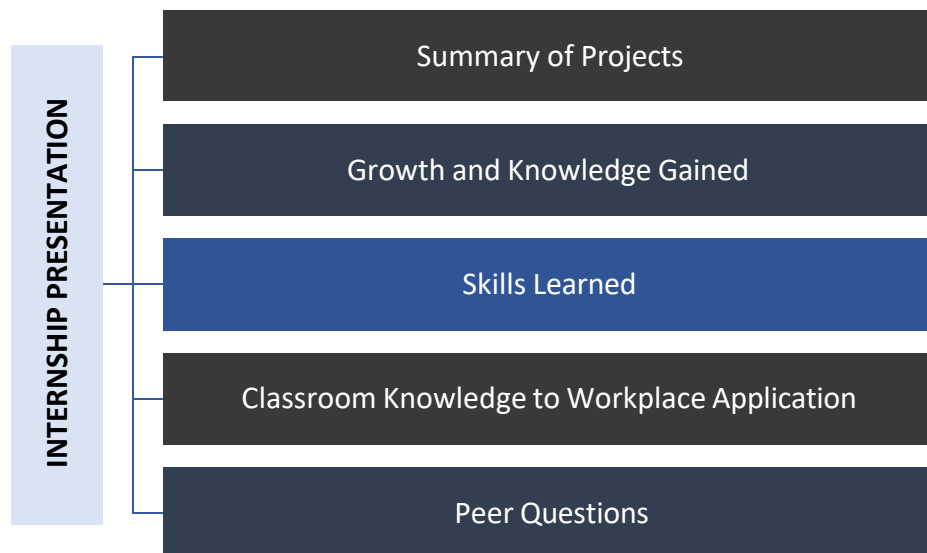 INTERNSHIP PRESENTATION
Summary of Projects
Growth and Knowledge Gained
Skills Learned
Classroom Knowledge to Workplace Application
Peer Questions